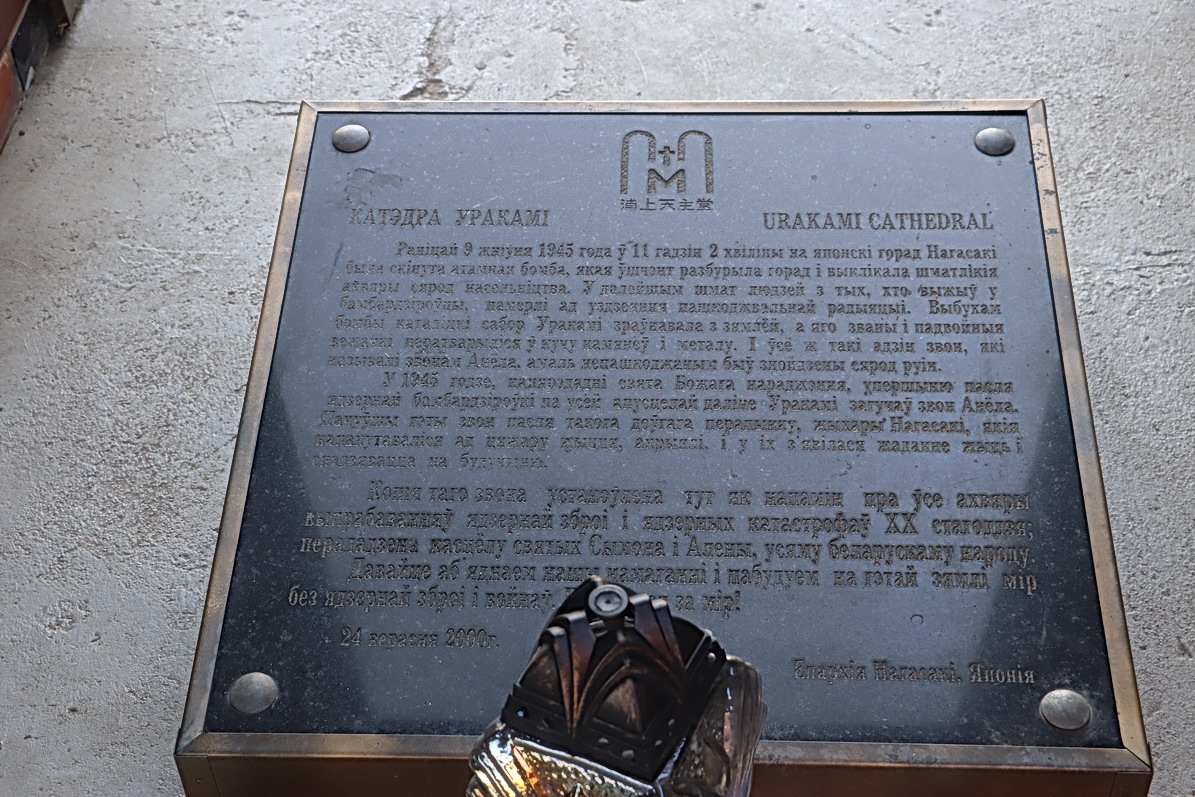 浦上天主堂
КАТЭДРА УРАКАМІ
URAKAMI CATHEDRAL
Раніцай 9 жніўня 1945 года ў 11 гадзін 2 хвіліны на японскі горад Нагасакі
была скінута атамная бомба, якая ўшчэнт разбурыла горад і выклікала шматлікія
ахвяры сярод насельніцтва. У далейшым шмат людзей з тых, хто выжыў у
бамбардзіроўцы, памерлі ад уздзеяння пашкоджвальнай радыяцыі. Выбухам
бомбы каталіцкі сабор Уракамі зраўнавала з зямлёй, а яго званы і падвойныя
ператварыліся ў кучу камянёў і металу. І ўсё ж такі адзін звон, які
называлі звонам Анёла, амаль непашкоджаным быў знойдзены сярод руін.
У 1945 годзе, напярэдадні свята Божага нараджэння, упершыню пасля
ядзернай бамбардзіроўкі па ўсёй апусцелай даліне Уракамі загучаў звон Анёла.
Пачуўшы гэты звон пасля такога доўгага перапынку, жыхары Нагасакі, якія
пакутаваліся ад цяжару жыцця, акрыялі, і у іх з'явілася жаданне жыць і
спадзявацца на будучыню.
Копія таго звона устаноўлена тут як напамін пра ўсе ахвяры
выпрабаванняў ядзернай зброі і ядзерных катастрофаў XX стагоддзя;
перададзена касцёлу святых Сымона і Алены, усяму беларускаму народу.
Давайце аб'яднаем нашы намаганні і пабудуем на гэтай зямлі мір
без ядзернай зброі і войнаў. за мір!
24 верасня 2000г.
Епархія Нагасакі, Японія